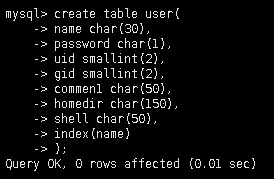 mysql> create table user(
    -> name char(30),
    -> password char(1),
    -> uid smallint(2),
    -> gid smallint(2),
    -> comment char(50),
    -> homedir char(150),
    -> shell char(50),
    -> index(name)
    -> );
Query OK, 0 rows affected (0.01 sec)